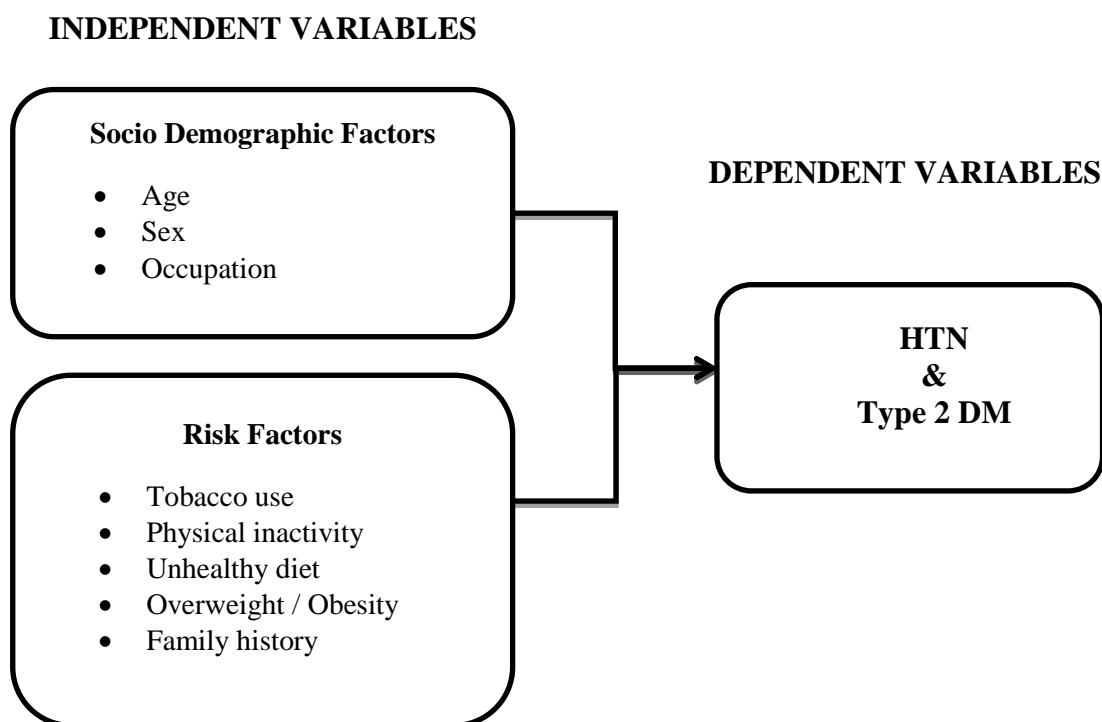 INDEPENDENT VARIABLES
Socio Demographic Factors
• Age
• Sex
• Occupation
Risk Factors
• Tobacco use
• Physical inactivity
• Unhealthy diet
• Overweight / Obesity
• Family history
DEPENDENT VARIABLES
HTN
&
Type 2 DM